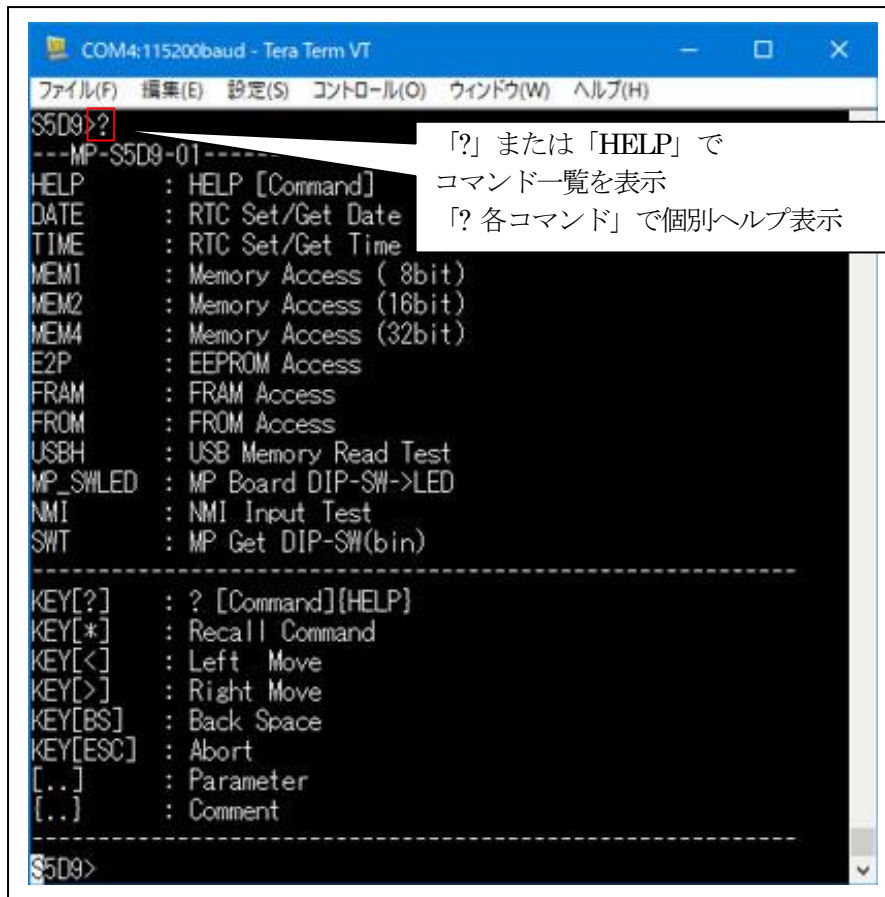 COM4:115200baud - Tera Term VT
ファイル(F) 編集(E) 設定(S) コントロール(O) ウィンドウ(W) ヘルプ(H)
S5D9>?
---MP-S5D9-01------
「?」または「HELP」で
コマンド一覧を表示
「? 各コマンド」で個別ヘルプ表示
HELP : HELP [Command]
DATE : RTC Set/Get Date
TIME : RTC Set/Get Time
MEM1 : Memory Access ( 8bit)
MEM2 : Memory Access (16bit)
MEM4 : Memory Access (32bit)
E2P : EEPROM Access
FRAM : FRAM Access
FROM : FROM Access
USBH : USB Memory Read Test
MP_SWLED : MP Board DIP-SW->LED
NMI : NMI Input Test
SWT : MP Get DIP-SW(bin)
------------------------------------------------------------
KEY[?] : ? [Command]{HELP}
KEY[*] : Recall Command
KEY[<] : Left  Move
KEY[>] : Right Move
KEY[BS] : Back Space
KEY[ESC] : Abort
[..] : Parameter
{..} : Comment
------------------------------------------------------------
S5D9>